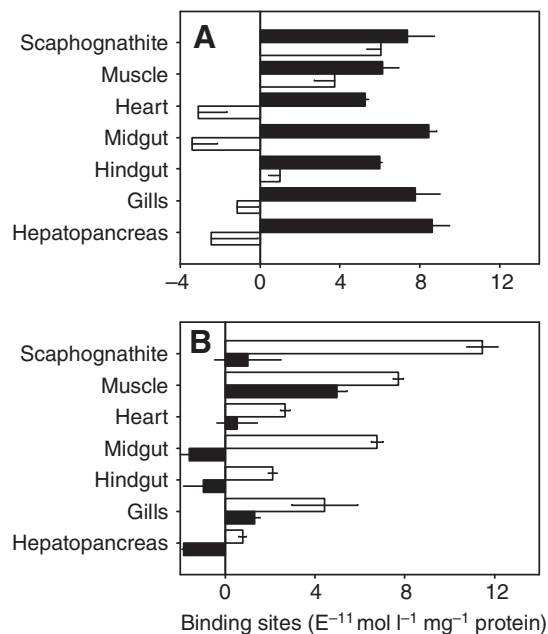 A
Scaphognathite
Muscle
Heart
Midgut
Hindgut
Gills
Hepatopancreas
–4 0 4 8 12
B
Scaphognathite
Muscle
Heart
Midgut
Hindgut
Gills
Hepatopancreas
0 4 8 12
Binding sites (E⁻¹¹ mol l⁻¹ mg⁻¹ protein)